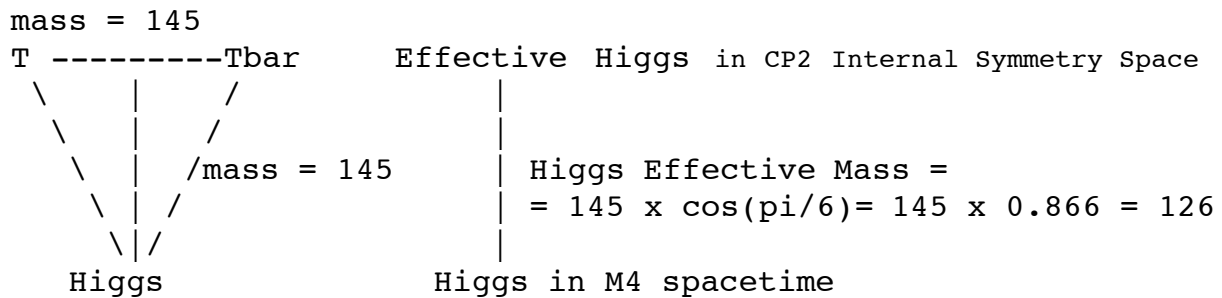 mass = 145
T ---------Tbar Effective Higgs in CP2 Internal Symmetry Space
mass = 145 Higgs Effective Mass =
= 145 x cos(pi/6)= 145 x 0.866 = 126
Higgs Higgs in M4 spacetime